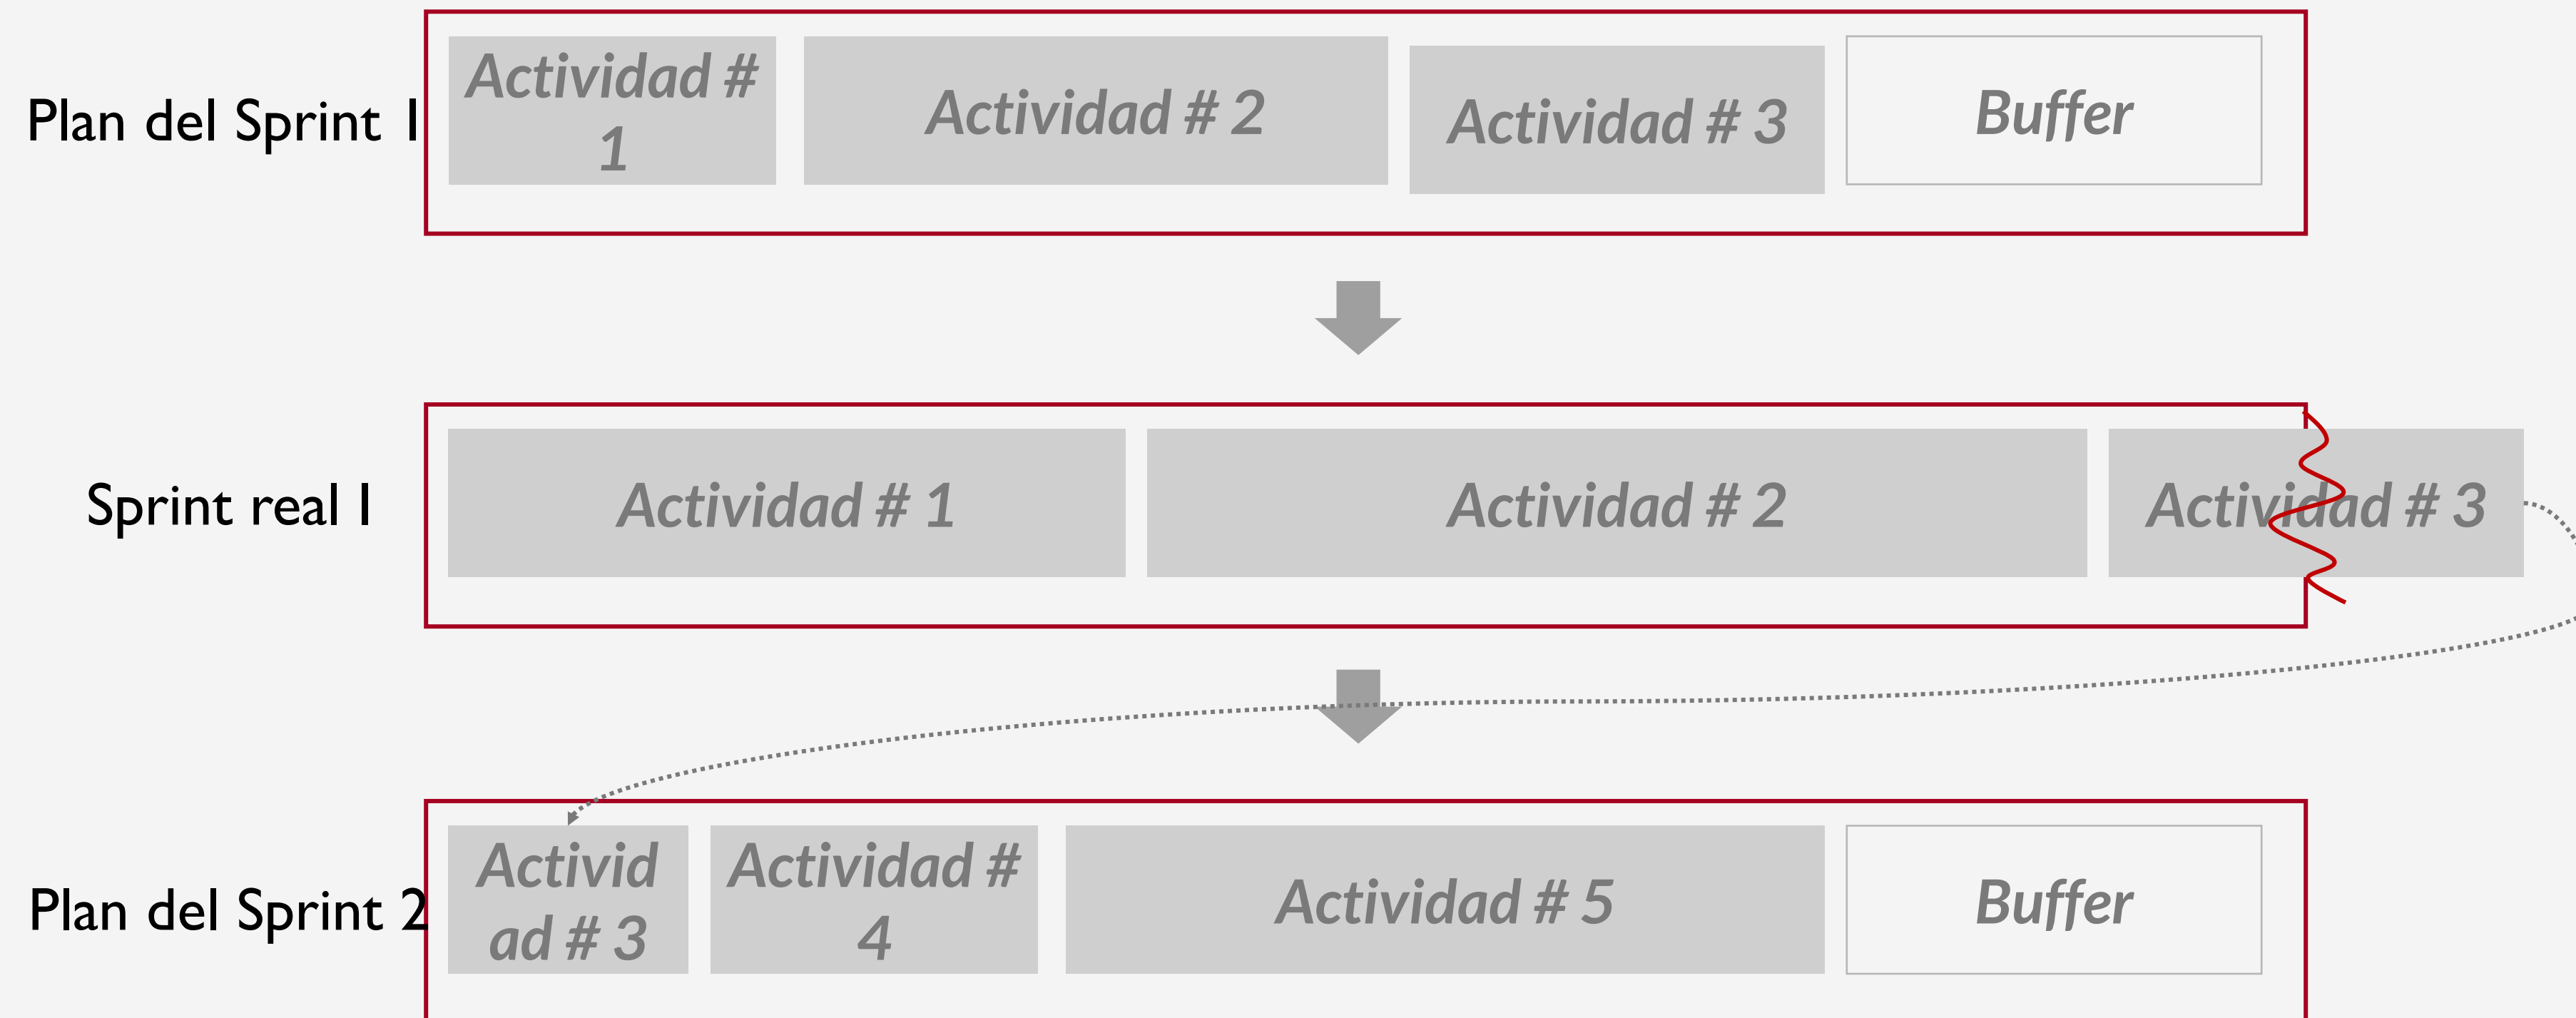 Plan del Sprint 1
Actividad #
1
Actividad # 2
Actividad # 3
Buffer
Sprint real 1
Actividad # 1
Actividad # 2
Actividad # 3
Plan del Sprint 2
Activid
ad # 3
Actividad #
4
Actividad # 5
Buffer